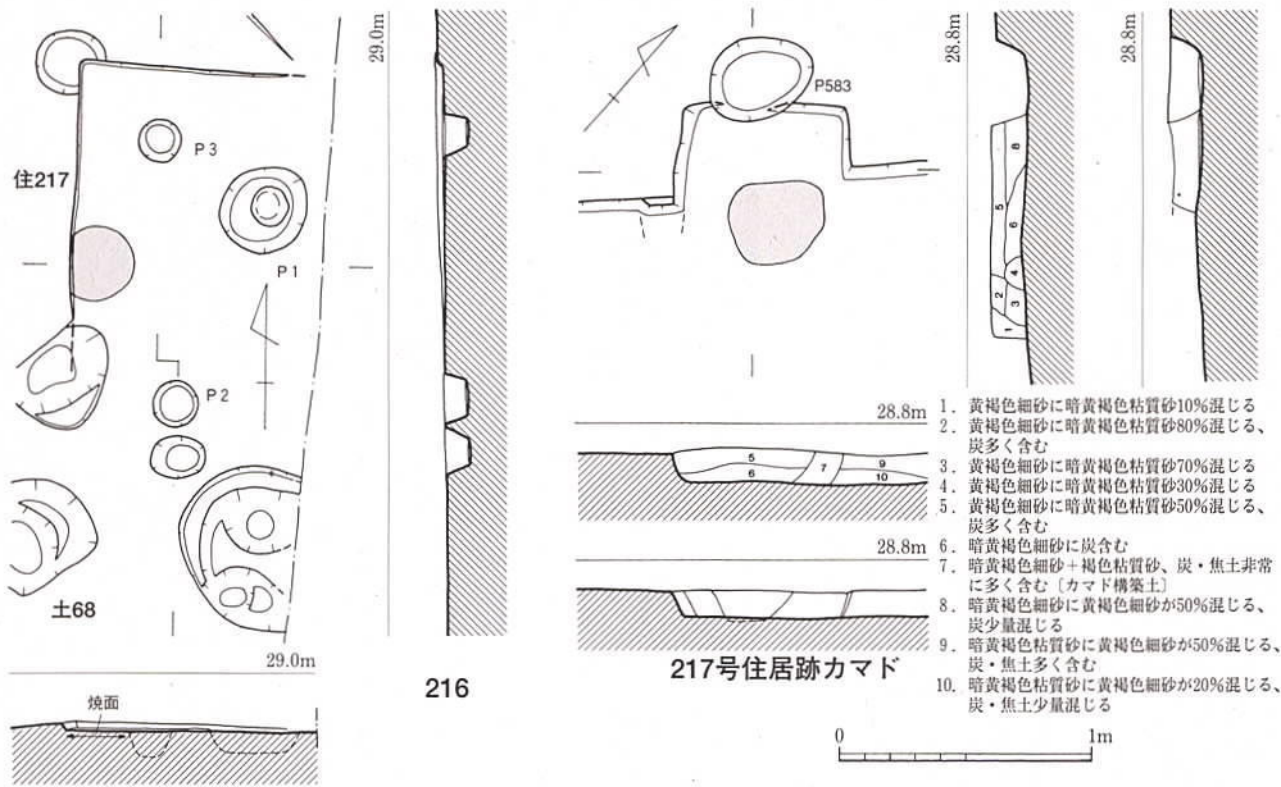 29.0m
P3
住217
P1
P2
土68
29.0m
焼面
216
P583
28.8m
28.8m
8
5
6
4
2
3
1
28.8m
5
6
7
9
10
28.8m
217号住居跡カマド
1. 黄褐色細砂に暗黄褐色粘質砂10%混じる
2. 黄褐色細砂に暗黄褐色粘質砂80%混じる、
炭多く含む
3. 黄褐色細砂に暗黄褐色粘質砂70%混じる
4. 黄褐色細砂に暗黄褐色粘質砂30%混じる
5. 黄褐色細砂に暗黄褐色粘質砂50%混じる、
炭多く含む
6. 暗黄褐色細砂に炭含む
7. 暗黄褐色細砂+褐色粘質砂、炭・焦土非常
に多く含む〔カマド構築土〕
8. 暗黄褐色細砂に黄褐色細砂が50%混じる、
炭少量混じる
9. 暗黄褐色粘質砂に黄褐色細砂が50%混じる、
炭・焦土多く含む
10. 暗黄褐色粘質砂に黄褐色細砂が20%混じる、
炭・焦土少量混じる
0 1m